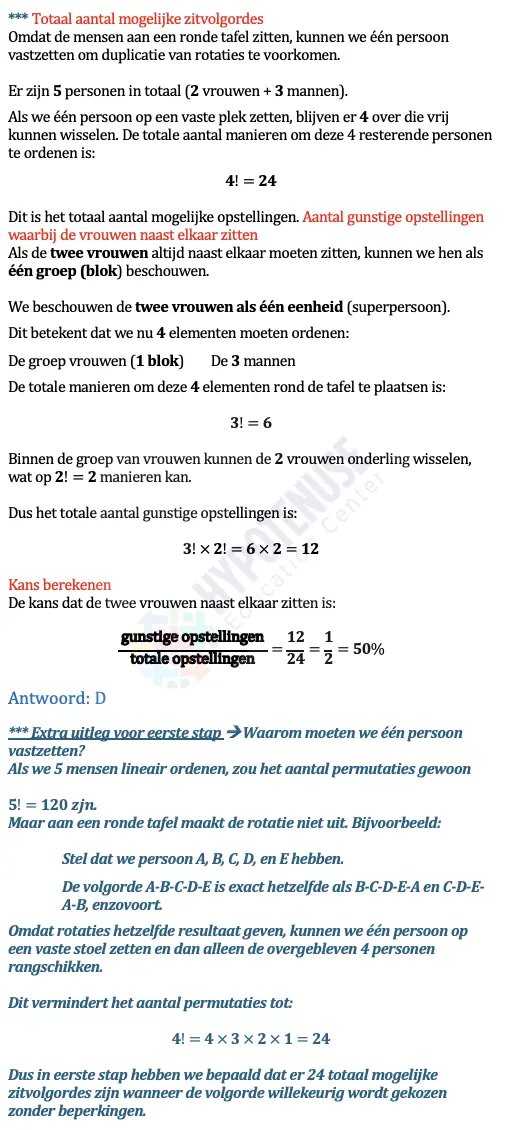 *** Totaal aantal mogelijke zitvolgordes
Omdat de mensen aan een ronde tafel zitten, kunnen we één persoon
vastzetten om duplicatie van rotaties te voorkomen.
Er zijn 5 personen in totaal (2 vrouwen + 3 mannen).
Als we één persoon op een vaste plek zetten, blijven er 4 over die vrij
kunnen wisselen. De totale aantal manieren om deze 4 resterende personen
te ordenen is:
4! = 24
Dit is het totaal aantal mogelijke opstellingen. Aantal gunstige opstellingen
waarbij de vrouwen naast elkaar zitten
Als de twee vrouwen altijd naast elkaar moeten zitten, kunnen we hen als
één groep (blok) beschouwen.
We beschouwen de twee vrouwen als één eenheid (superpersoon).
Dit betekent dat we nu 4 elementen moeten ordenen:
De groep vrouwen (1 blok) De 3 mannen
De totale manieren om deze 4 elementen rond de tafel te plaatsen is:
3! = 6
Binnen de groep van vrouwen kunnen de 2 vrouwen onderling wisselen,
wat op 2! = 2 manieren kan.
Dus het totale aantal gunstige opstellingen is:
3! × 2! = 6 × 2 = 12
Kans berekenen
De kans dat de twee vrouwen naast elkaar zitten is:
gunstige opstellingen / totale opstellingen = 12/24 = 1/2 = 50%
Antwoord: D
*** Extra uitleg voor eerste stap ➔ Waarom moeten we één persoon
vastzetten?
Als we 5 mensen lineair ordenen, zou het aantal permutaties gewoon
5! = 120 zjn.
Maar aan een ronde tafel maakt de rotatie niet uit. Bijvoorbeeld:
Stel dat we persoon A, B, C, D, en E hebben.
De volgorde A-B-C-D-E is exact hetzelfde als B-C-D-E-A en C-D-E-
A-B, enzovoort.
Omdat rotaties hetzelfde resultaat geven, kunnen we één persoon op
een vaste stoel zetten en dan alleen de overgebleven 4 personen
rangschikken.
Dit vermindert het aantal permutaties tot:
4! = 4 × 3 × 2 × 1 = 24
Dus in eerste stap hebben we bepaald dat er 24 totaal mogelijke
zitvolgordes zijn wanneer de volgorde willekeurig wordt gekozen
zonder beperkingen.
HYPOTENUSE
Education Center